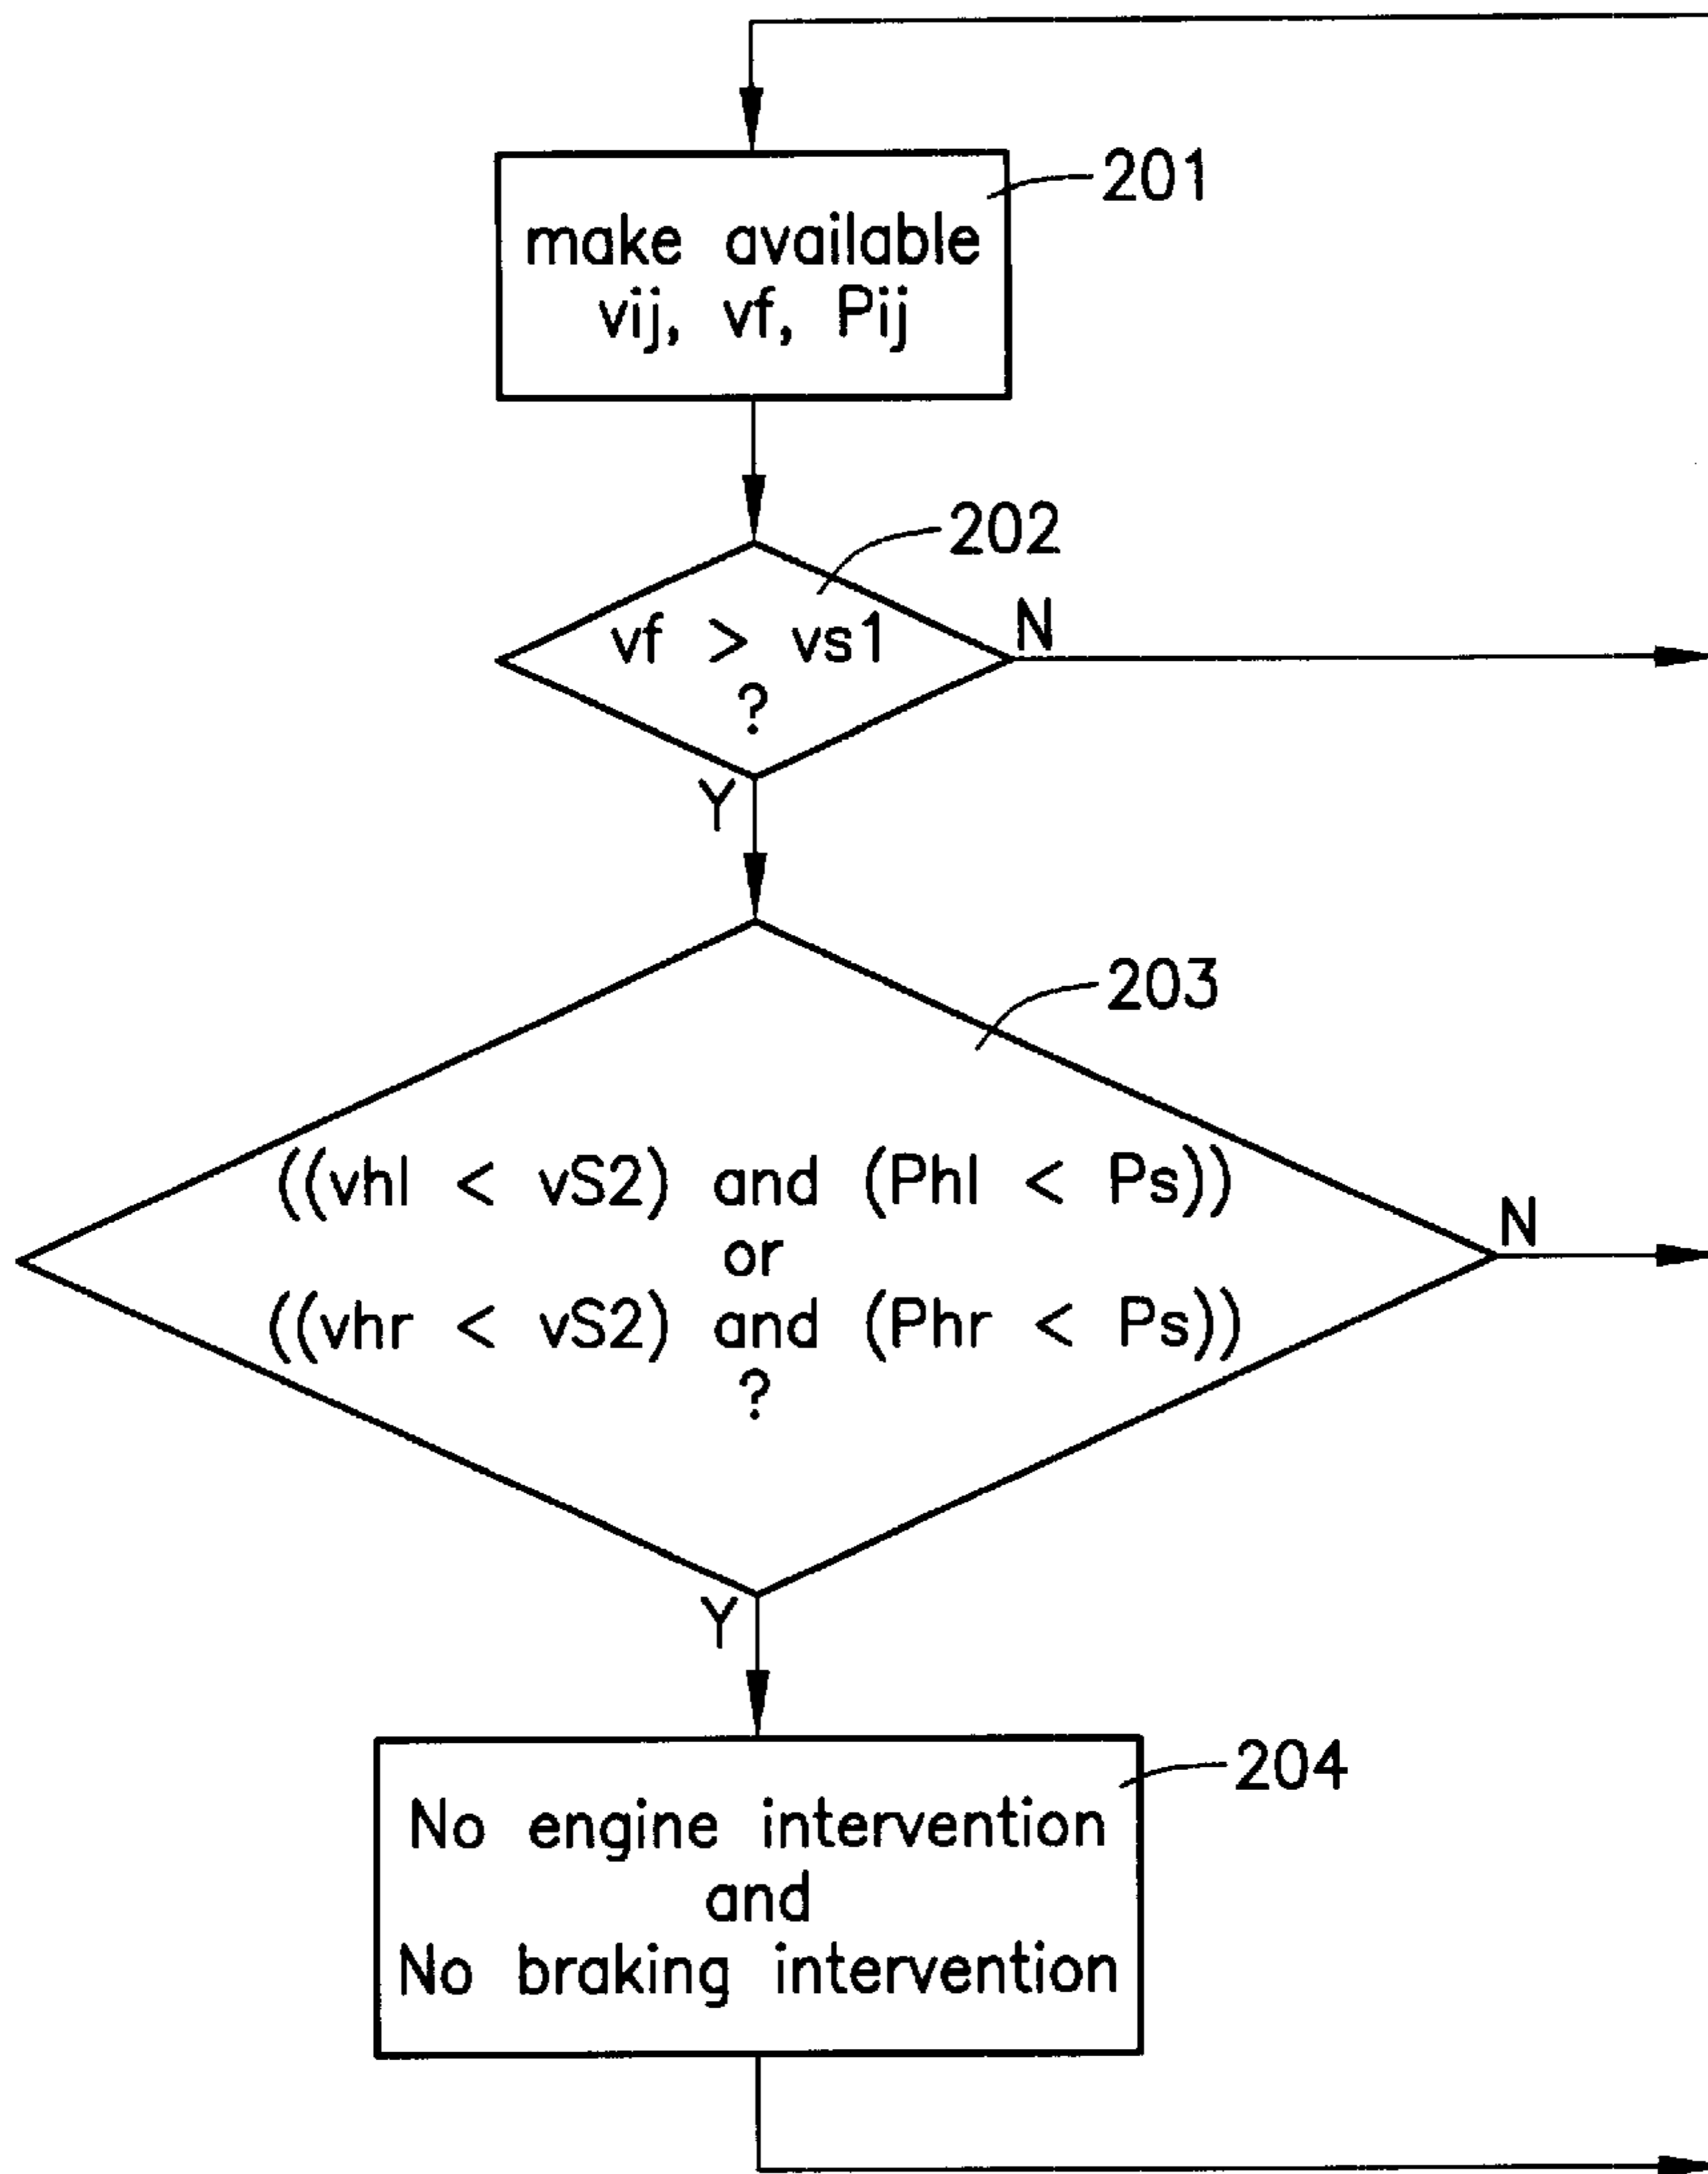 201
make available
vij, vf, Pij
202
vf > vs1
?
N
Y
203
((vhl < vS2) and (Phl < Ps))
or
((vhr < vS2) and (Phr < Ps))
?
N
Y
204
No engine intervention
and
No braking intervention